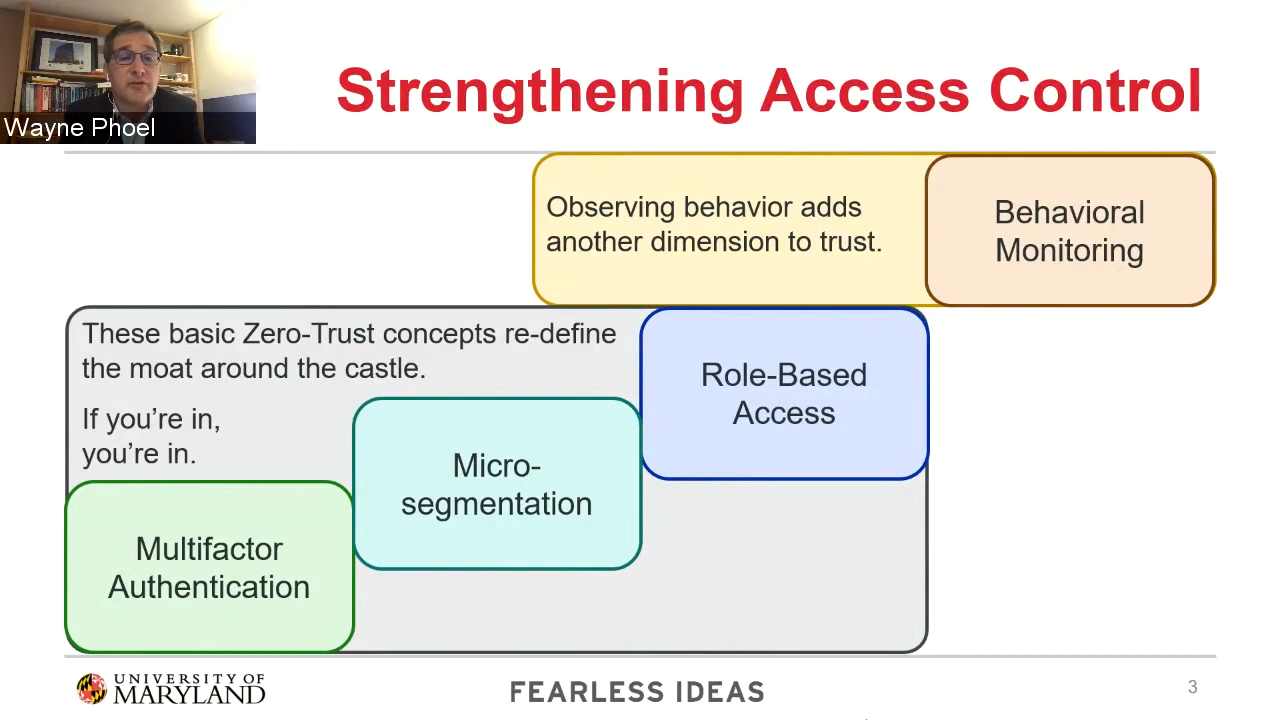 Wayne Phoel
Strengthening Access Control
Observing behavior adds
another dimension to trust.
Behavioral
Monitoring
These basic Zero-Trust concepts re-define
the moat around the castle.
If you’re in,
you’re in.
Role-Based
Access
Micro-
segmentation
Multifactor
Authentication
UNIVERSITY OF
MARYLAND
FEARLESS IDEAS
3